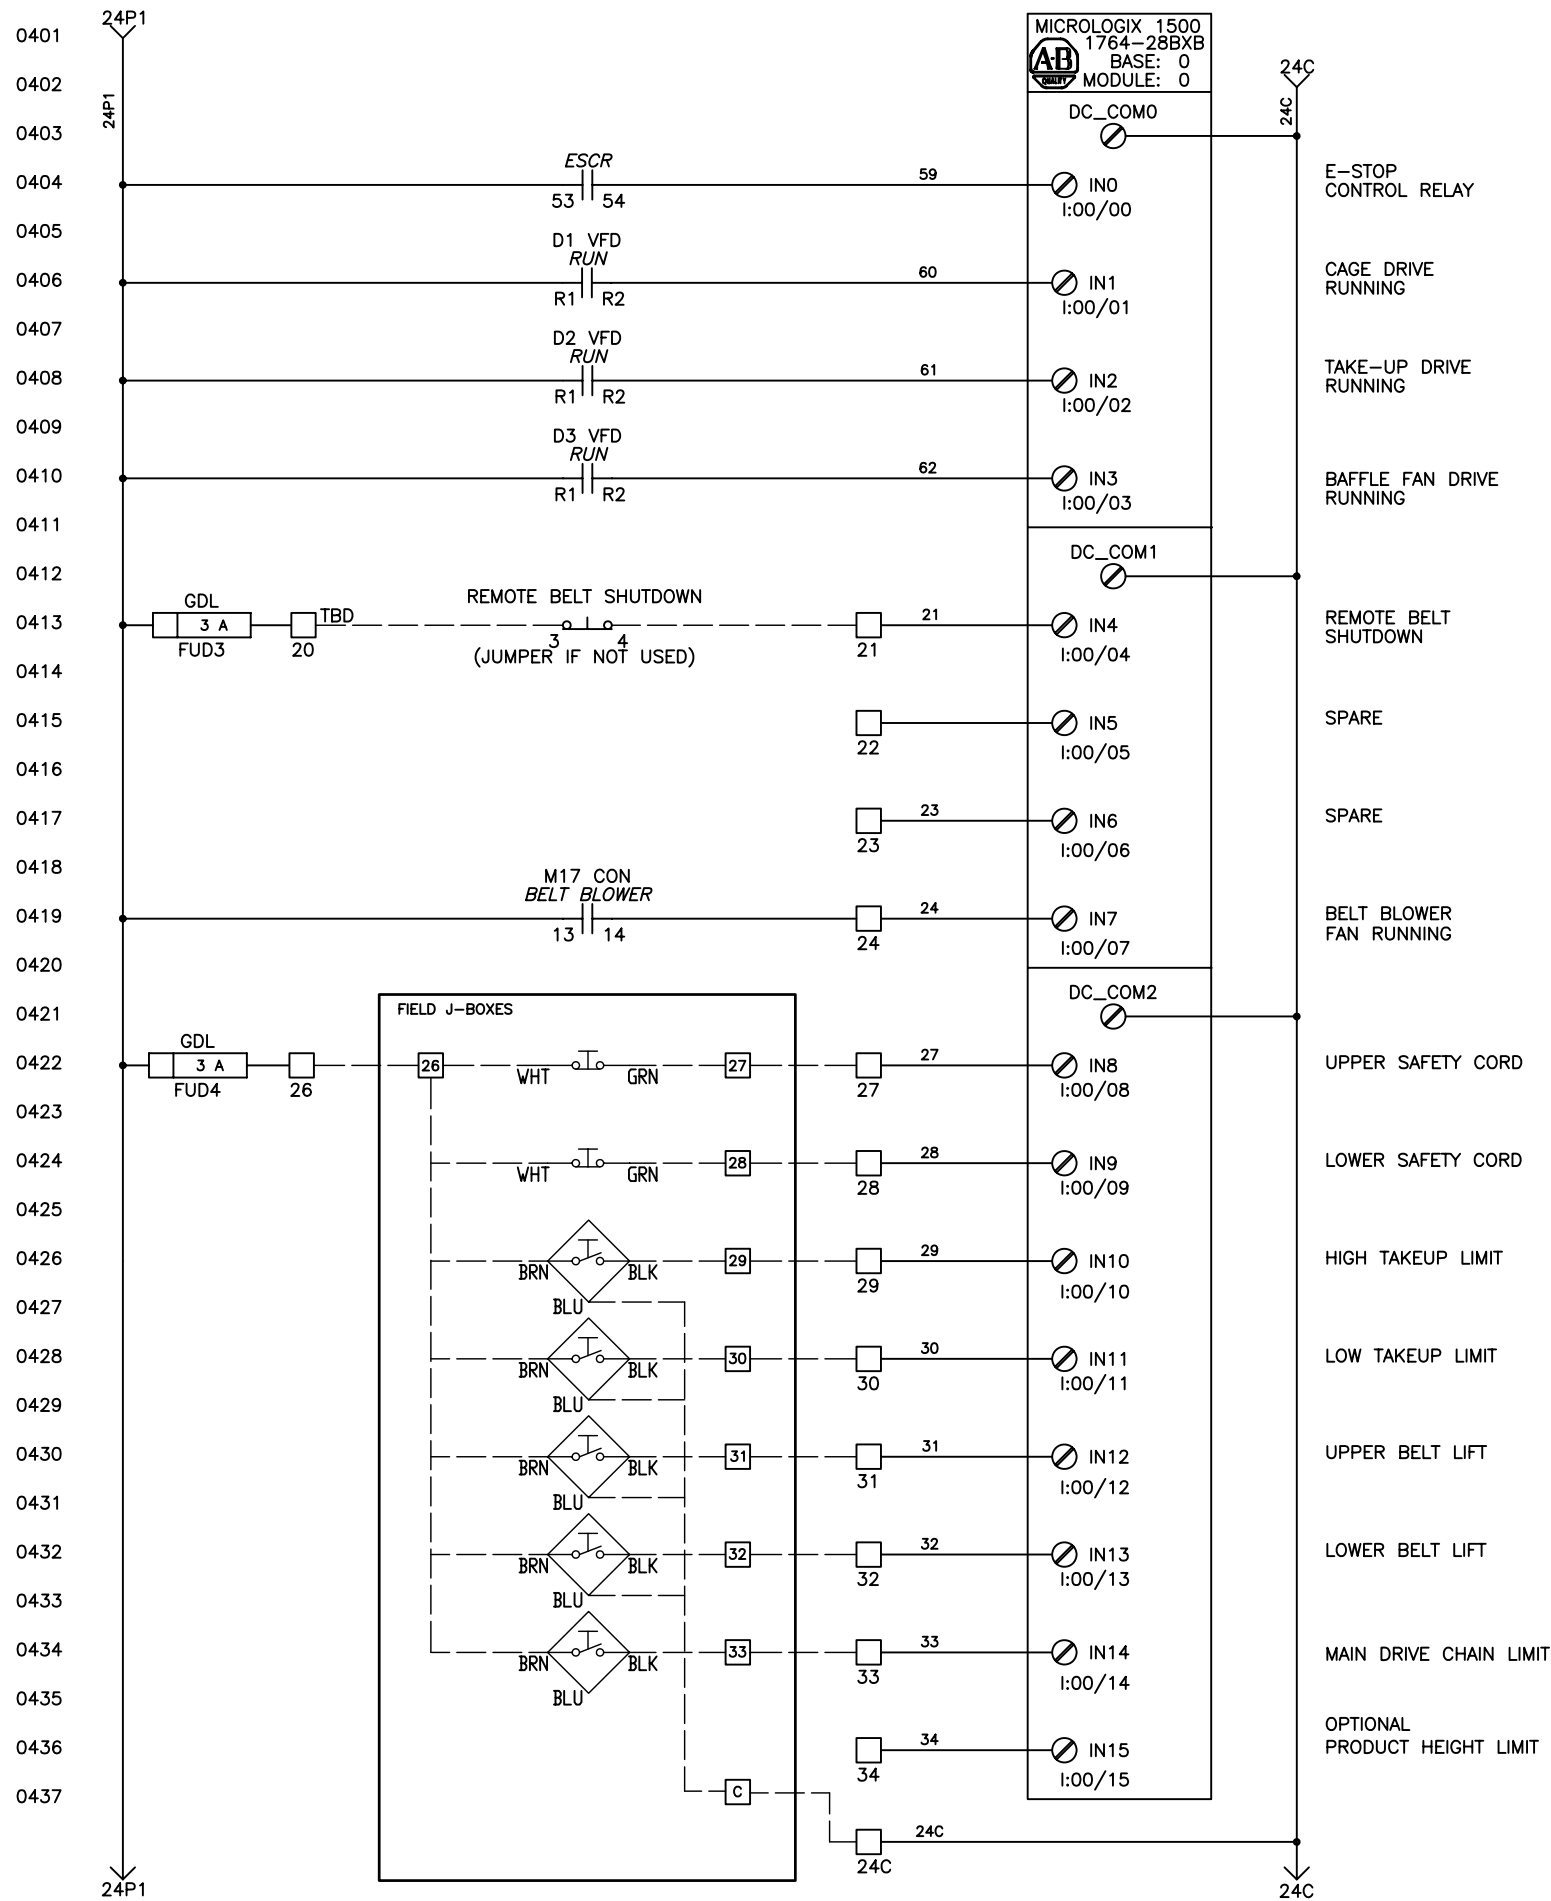 24P1
0401
MICROLOGIX 1500
1764-28BXB
A·B
QUALITY
BASE: 0
MODULE: 0
24C
0402
24P1
24C
DC_COM0
0403
ESCR
0404
53 54
59
IN0
I:00/00
E-STOP
CONTROL RELAY
0405
D1 VFD
RUN
0406
R1 R2
60
IN1
I:00/01
CAGE DRIVE
RUNNING
0407
D2 VFD
RUN
0408
R1 R2
61
IN2
I:00/02
TAKE-UP DRIVE
RUNNING
0409
D3 VFD
RUN
0410
R1 R2
62
IN3
I:00/03
BAFFLE FAN DRIVE
RUNNING
0411
DC_COM1
0412
GDL
3 A
FUD3
TBD
20
REMOTE BELT SHUTDOWN
3 4
(JUMPER IF NOT USED)
0413
21
21
IN4
I:00/04
REMOTE BELT
SHUTDOWN
0414
0415
22
IN5
I:00/05
SPARE
0416
0417
23
23
IN6
I:00/06
SPARE
0418
M17 CON
BELT BLOWER
0419
13 14
24
24
IN7
I:00/07
BELT BLOWER
FAN RUNNING
0420
FIELD J-BOXES
DC_COM2
0421
GDL
3 A
FUD4
26
0422
26
WHT GRN
27
27
27
IN8
I:00/08
UPPER SAFETY CORD
0423
0424
WHT GRN
28
28
28
IN9
I:00/09
LOWER SAFETY CORD
0425
0426
BRN BLK
BLU
29
29
29
IN10
I:00/10
HIGH TAKEUP LIMIT
0427
0428
BRN BLK
BLU
30
30
30
IN11
I:00/11
LOW TAKEUP LIMIT
0429
0430
BRN BLK
BLU
31
31
31
IN12
I:00/12
UPPER BELT LIFT
0431
0432
BRN BLK
BLU
32
32
32
IN13
I:00/13
LOWER BELT LIFT
0433
0434
BRN BLK
BLU
33
33
33
IN14
I:00/14
MAIN DRIVE CHAIN LIMIT
0435
0436
34
34
IN15
I:00/15
OPTIONAL
PRODUCT HEIGHT LIMIT
0437
C
24C
24C
24P1
24C